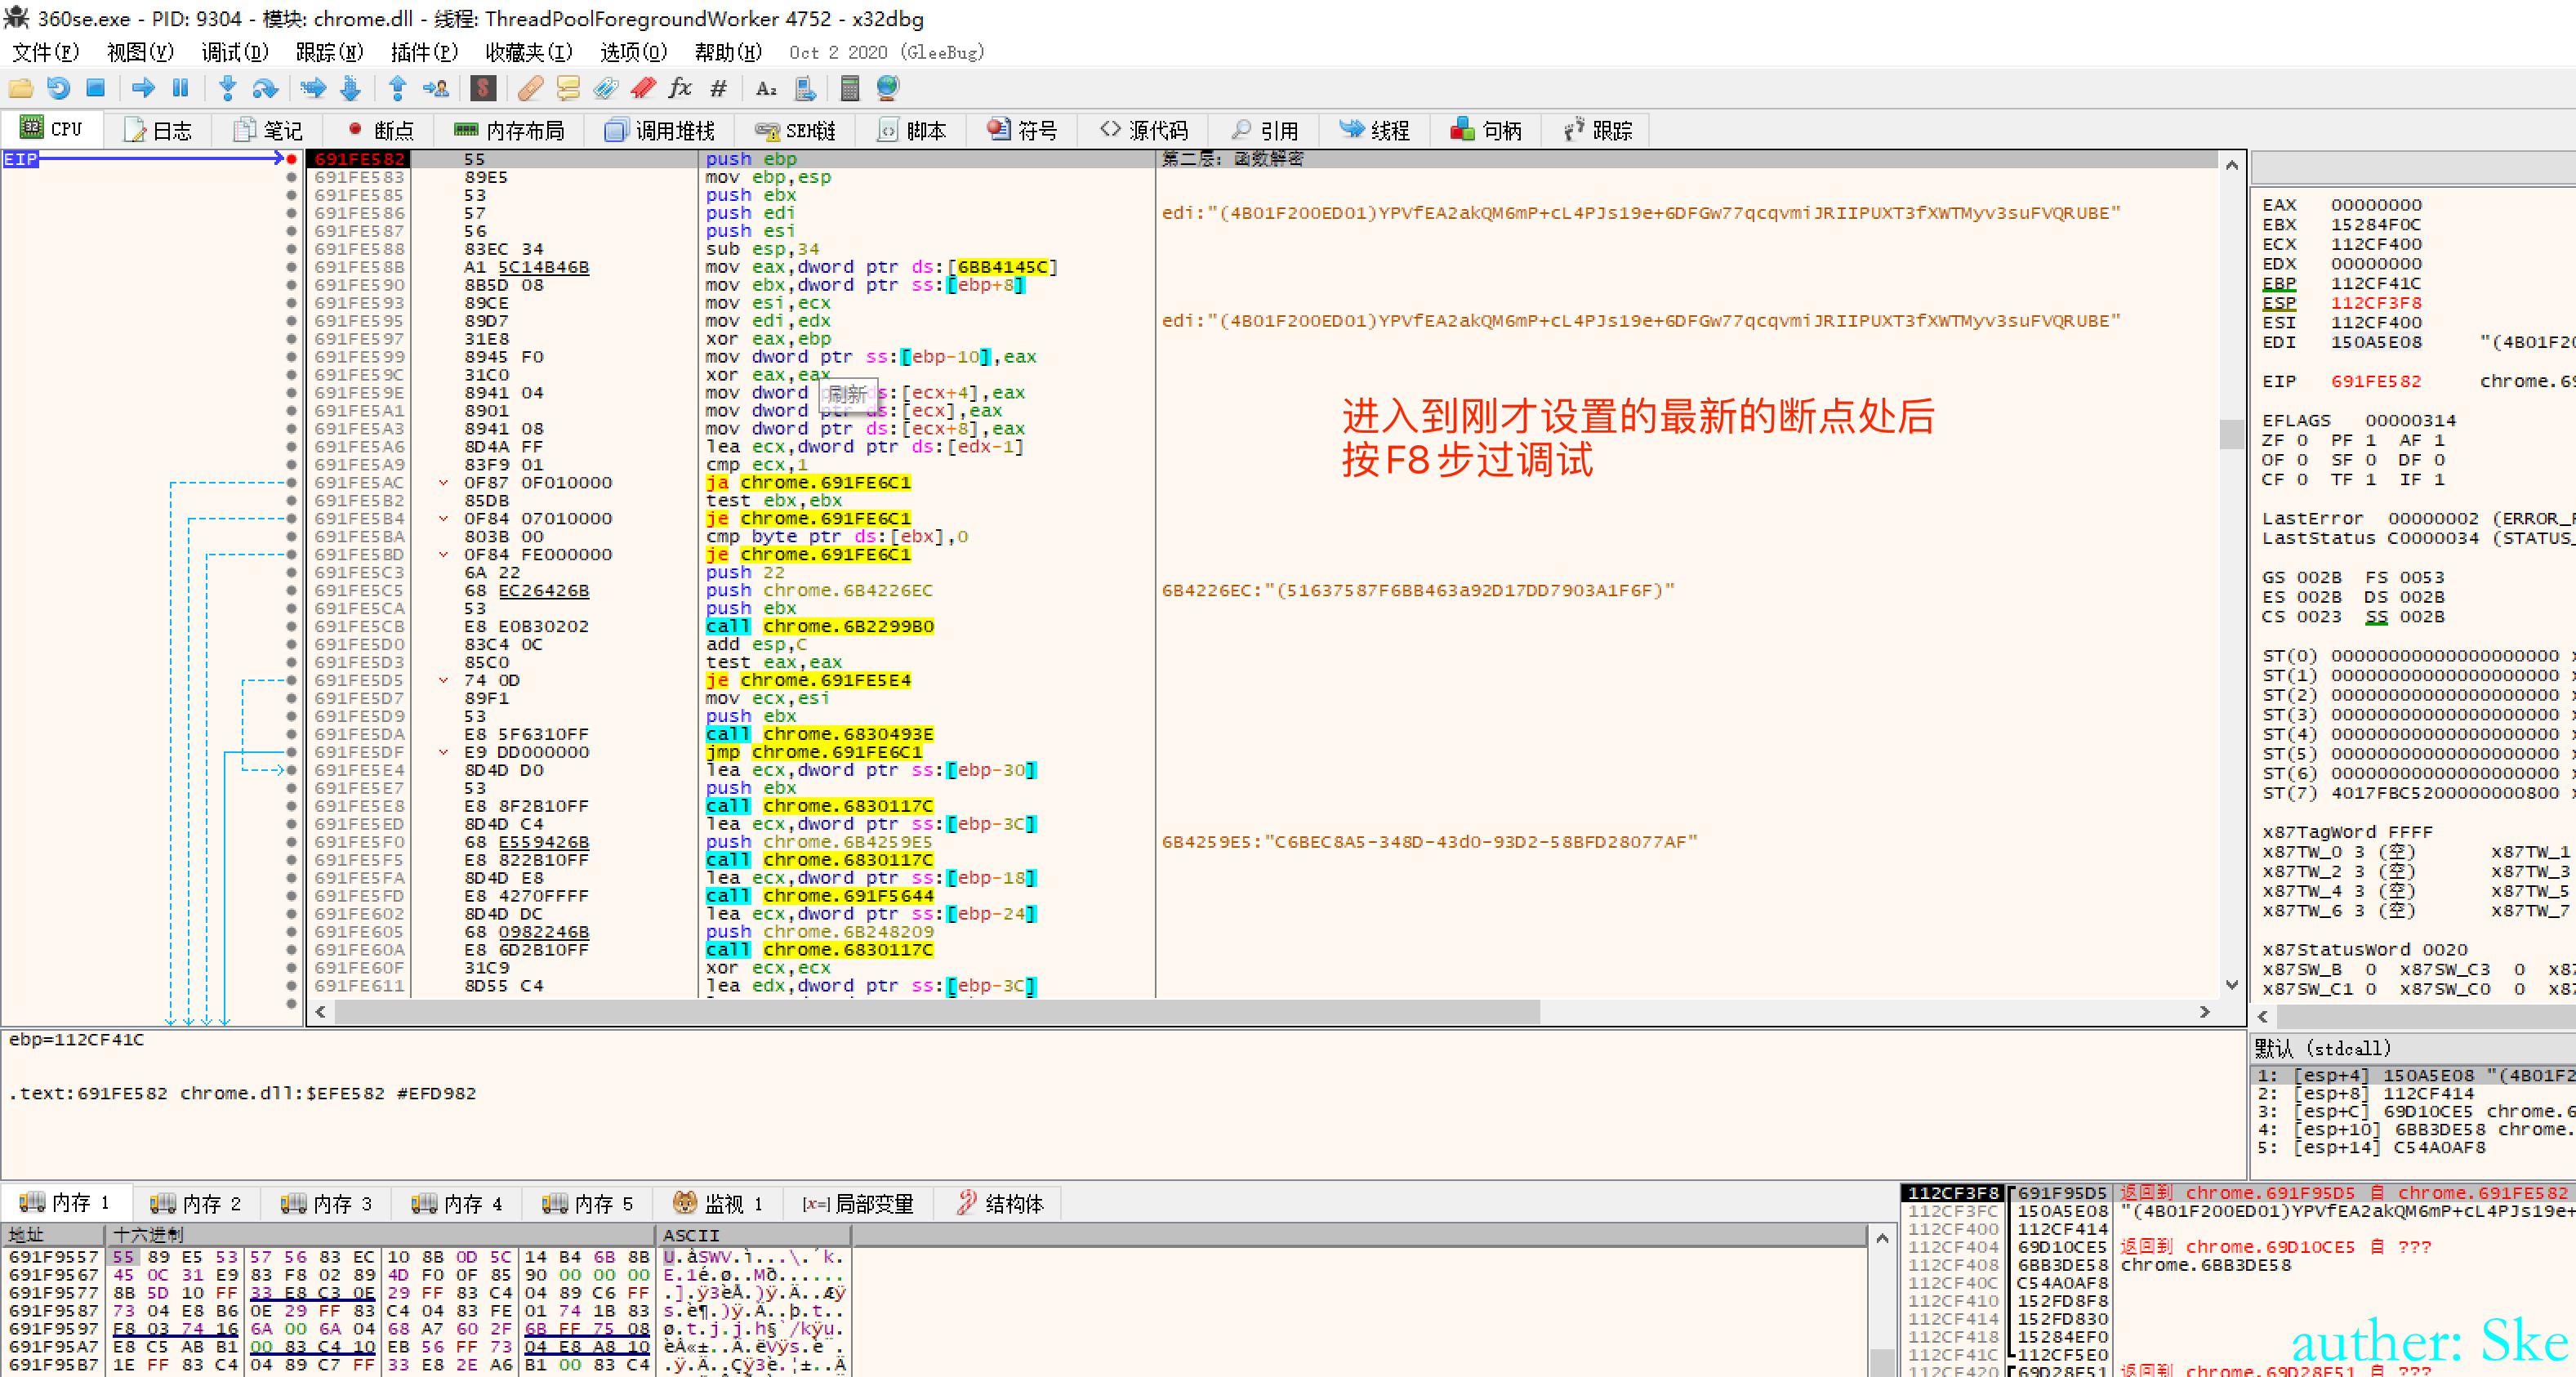 360se.exe - PID: 9304 - 模块: chrome.dll - 线程: ThreadPoolForegroundWorker 4752 - x32dbg
文件(F) 视图(V) 调试(D) 跟踪(N) 插件(P) 收藏夹(I) 选项(O) 帮助(H) Oct 2 2020 (GleeBug)
CPU 日志 笔记 断点 内存布局 调用堆栈 SEH链 脚本 符号 源代码 引用 线程 句柄 跟踪
EIP
691FE582 55 push ebp 第二层: 函数解密
691FE583 89E5 mov ebp,esp
691FE585 53 push ebx
691FE586 57 push edi edi:"(4B01F200ED01)YPVfEA2akQM6mP+cL4PJs19e+6DFGw77qcqvmiJRIIPUXT3fXWTMyv3suFVQRUBE"
691FE587 56 push esi
691FE588 83EC 34 sub esp,34
691FE58B A1 5C14B46B mov eax,dword ptr ds:[6BB4145C]
691FE590 8B5D 08 mov ebx,dword ptr ss:[ebp+8]
691FE593 89CE mov esi,ecx
691FE595 89D7 mov edi,edx edi:"(4B01F200ED01)YPVfEA2akQM6mP+cL4PJs19e+6DFGw77qcqvmiJRIIPUXT3fXWTMyv3suFVQRUBE"
691FE597 31E8 xor eax,ebp
691FE599 8945 F0 mov dword ptr ss:[ebp-10],eax
691FE59C 31C0 xor eax,eax
691FE59E 8941 04 mov dword ds:[ecx+4],eax
刷新
691FE5A1 8901 mov dword ptr ds:[ecx],eax
691FE5A3 8941 08 mov dword ptr ds:[ecx+8],eax
691FE5A6 8D4A FF lea ecx,dword ptr ds:[edx-1]
691FE5A9 83F9 01 cmp ecx,1
691FE5AC 0F87 0F010000 ja chrome.691FE6C1
691FE5B2 85DB test ebx,ebx
691FE5B4 0F84 07010000 je chrome.691FE6C1
691FE5BA 803B 00 cmp byte ptr ds:[ebx],0
691FE5BD 0F84 FE000000 je chrome.691FE6C1
691FE5C3 6A 22 push 22
691FE5C5 68 EC26426B push chrome.6B4226EC 6B4226EC:"(51637587F6BB463a92D17DD7903A1F6F)"
691FE5CA 53 push ebx
691FE5CB E8 E0B30202 call chrome.6B2299B0
691FE5D0 83C4 0C add esp,C
691FE5D3 85C0 test eax,eax
691FE5D5 74 0D je chrome.691FE5E4
691FE5D7 89F1 mov ecx,esi
691FE5D9 53 push ebx
691FE5DA E8 5F6310FF call chrome.6830493E
691FE5DF E9 DD000000 jmp chrome.691FE6C1
691FE5E4 8D4D D0 lea ecx,dword ptr ss:[ebp-30]
691FE5E7 53 push ebx
691FE5E8 E8 8F2B10FF call chrome.6830117C
691FE5ED 8D4D C4 lea ecx,dword ptr ss:[ebp-3C]
691FE5F0 68 E559426B push chrome.6B4259E5 6B4259E5:"C6BEC8A5-348D-43d0-93D2-58BFD28077AF"
691FE5F5 E8 822B10FF call chrome.6830117C
691FE5FA 8D4D E8 lea ecx,dword ptr ss:[ebp-18]
691FE5FD E8 4270FFFF call chrome.691F5644
691FE602 8D4D DC lea ecx,dword ptr ss:[ebp-24]
691FE605 68 0982246B push chrome.6B248209
691FE60A E8 6D2B10FF call chrome.6830117C
691FE60F 31C9 xor ecx,ecx
691FE611 8D55 C4 lea edx,dword ptr ss:[ebp-3C]
进入到刚才设置的最新的断点处后
按F8步过调试
EAX 00000000
EBX 15284F0C
ECX 112CF400
EDX 00000000
EBP 112CF41C
ESP 112CF3F8
ESI 112CF400
EDI 150A5E08 "(4B01F20
EIP 691FE582 chrome.69
EFLAGS 00000314
ZF 0 PF 1 AF 1
OF 0 SF 0 DF 0
CF 0 TF 1 IF 1
LastError 00000002 (ERROR_F
LastStatus C0000034 (STATUS_
GS 002B FS 0053
ES 002B DS 002B
CS 0023 SS 002B
ST(0) 00000000000000000000
ST(1) 00000000000000000000
ST(2) 00000000000000000000
ST(3) 00000000000000000000
ST(4) 00000000000000000000
ST(5) 00000000000000000000
ST(6) 00000000000000000000
ST(7) 4017FBC5200000000800
x87TagWord FFFF
x87TW_0 3 (空) x87TW_1
x87TW_2 3 (空) x87TW_3
x87TW_4 3 (空) x87TW_5
x87TW_6 3 (空) x87TW_7
x87StatusWord 0020
x87SW_B 0 x87SW_C3 0 x87
x87SW_C1 0 x87SW_C0 0 x87
ebp=112CF41C
.text:691FE582 chrome.dll:$EFE582 #EFD982
默认 (stdcall)
1: [esp+4] 150A5E08 "(4B01F2
2: [esp+8] 112CF414
3: [esp+C] 69D10CE5 chrome.6
4: [esp+10] 6BB3DE58 chrome.
5: [esp+14] C54A0AF8
内存 1 内存 2 内存 3 内存 4 内存 5 监视 1 [x=]局部变量 结构体
地址 十六进制 ASCII
691F9557 55 89 E5 53 57 56 83 EC 10 8B 0D 5C 14 B4 6B 8B U.åSWV.ì...\.´k.
691F9567 45 0C 31 E9 83 F8 02 89 4D F0 0F 85 90 00 00 00 E.1é.ø..Mð......
691F9577 8B 5D 10 FF 33 E8 C3 0E 29 FF 83 C4 04 89 C6 FF .].ÿ3èÃ.)ÿ.Ä..Æÿ
691F9587 73 04 E8 B6 0E 29 FF 83 C4 04 83 FE 01 74 1B 83 s.è¶.)ÿ.Ä..þ.t..
691F9597 E8 03 74 16 6A 00 6A 04 68 A7 60 2F 6B FF 75 08 ø.t.j.j.h§`/kÿu.
691F95A7 E8 C5 AB B1 00 83 C4 10 EB 56 FF 73 04 E8 A8 10 èÅ«±..Ä.ëVÿs.è¨.
691F95B7 1E FF 83 C4 04 89 C7 FF 33 E8 2E A6 B1 00 83 C4 .ÿ.Ä..Çÿ3è.¦±..Ä
112CF3F8 691F95D5 返回到 chrome.691F95D5 自 chrome.691FE582
112CF3FC 150A5E08 "(4B01F200ED01)YPVfEA2akQM6mP+cL4PJs19e+
112CF400 112CF414
112CF404 69D10CE5 返回到 chrome.69D10CE5 自 ???
112CF408 6BB3DE58 chrome.6BB3DE58
112CF40C C54A0AF8
112CF410 152FD8F8
112CF414 152FD830
112CF418 15284EF0
112CF41C 112CF5E0
112CF420 69D28E51 返回到 chrome.69D28E51 自 ???
auther: Ske